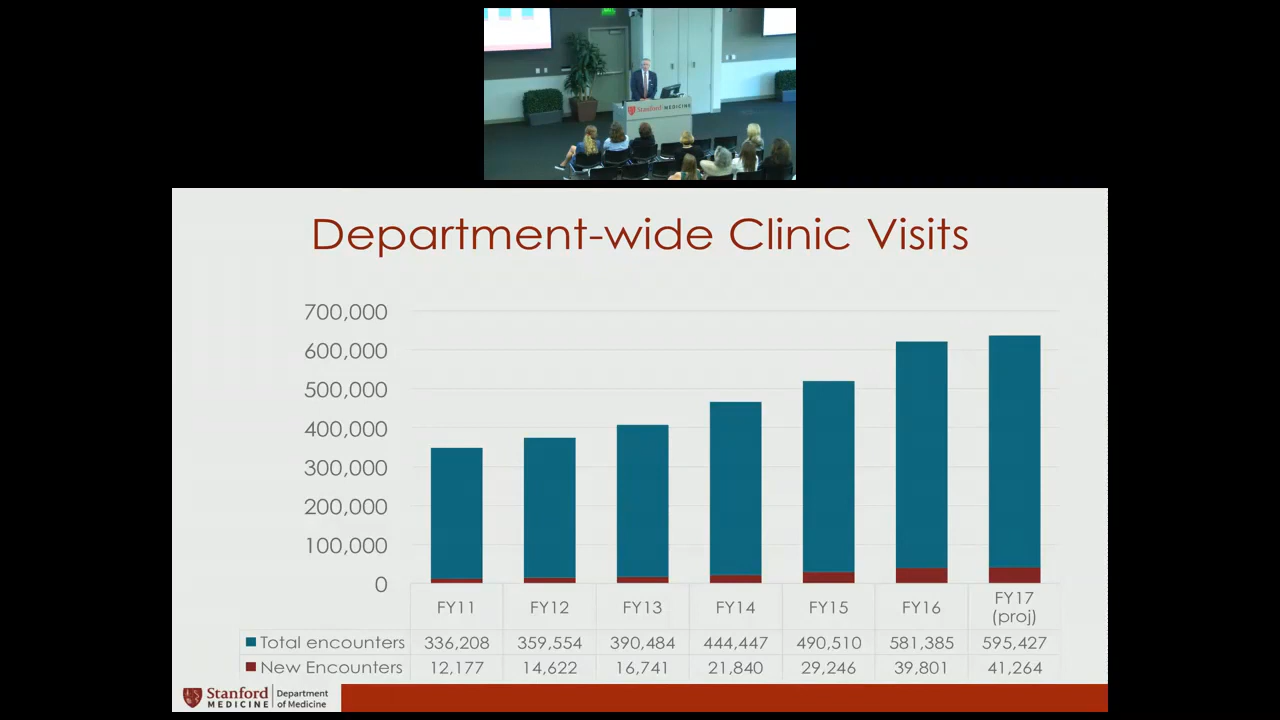 Stanford MEDICINE
Department-wide Clinic Visits
700,000
600,000
500,000
400,000
300,000
200,000
100,000
0
FY11 FY12 FY13 FY14 FY15 FY16 FY17 (proj)
Total encounters 336,208 359,554 390,484 444,447 490,510 581,385 595,427
New Encounters 12,177 14,622 16,741 21,840 29,246 39,801 41,264
Stanford MEDICINE Department of Medicine